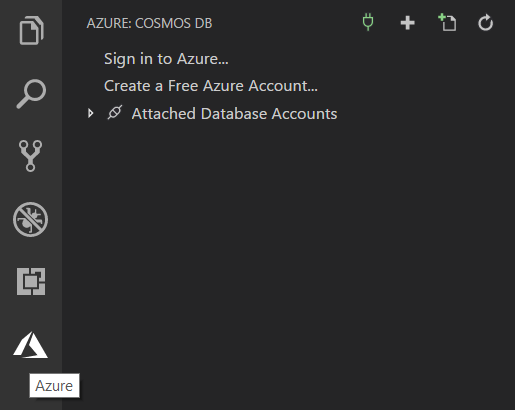 AZURE: COSMOS DB
Sign in to Azure...
Create a Free Azure Account...
Attached Database Accounts
Azure